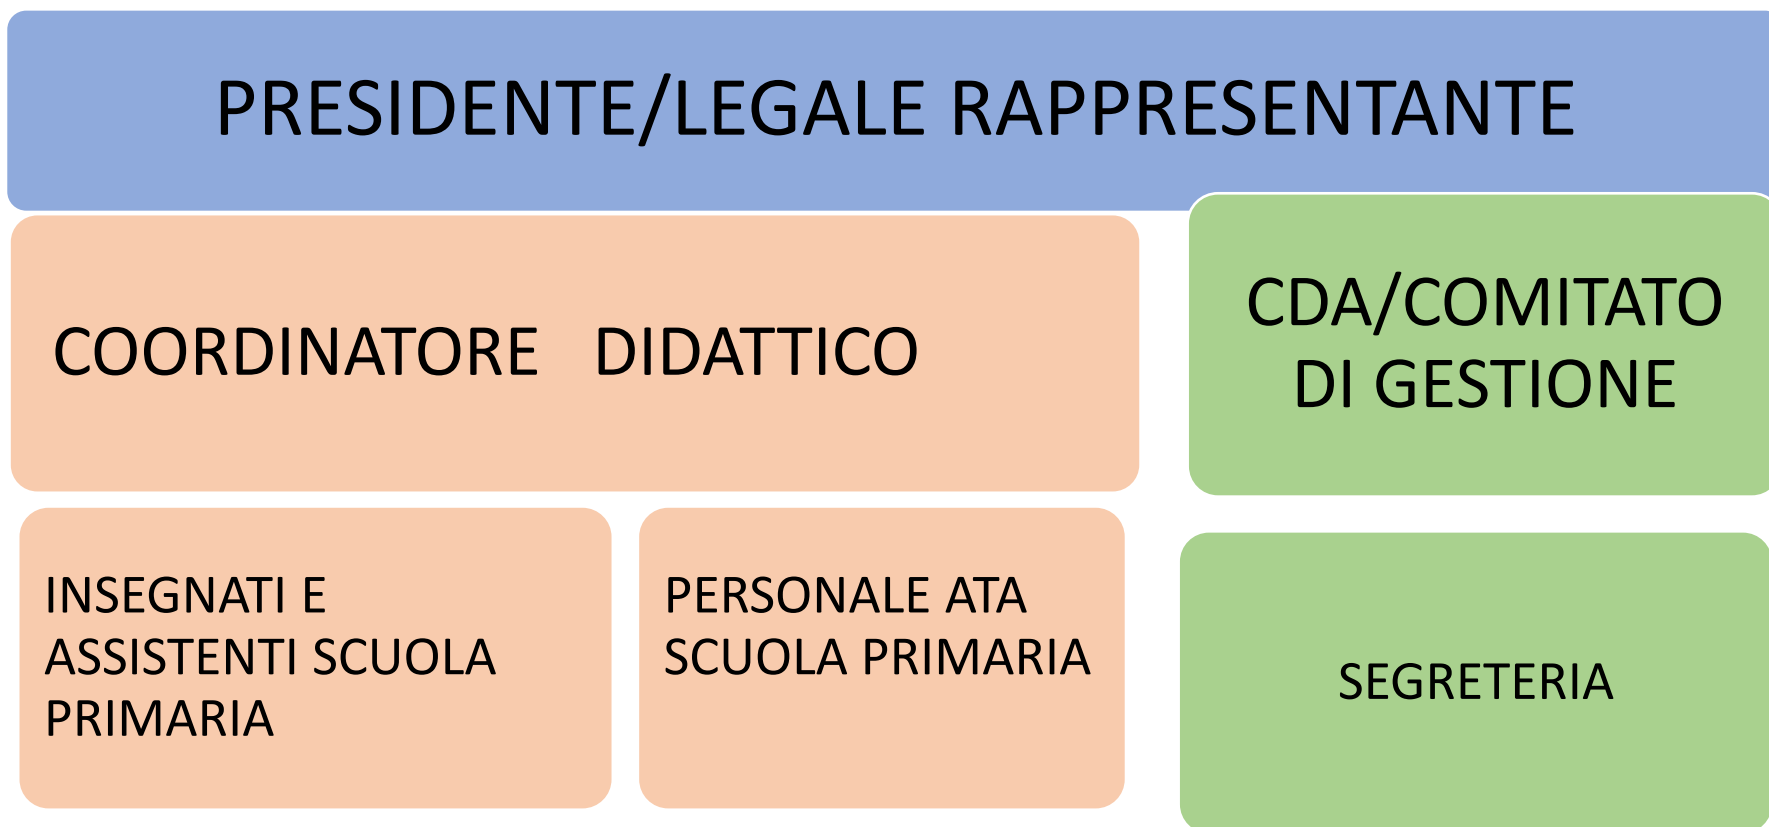 PRESIDENTE/LEGALE RAPPRESENTANTE
COORDINATORE DIDATTICO
CDA/COMITATO
DI GESTIONE
INSEGNATI E
ASSISTENTI SCUOLA
PRIMARIA
PERSONALE ATA
SCUOLA PRIMARIA
SEGRETERIA